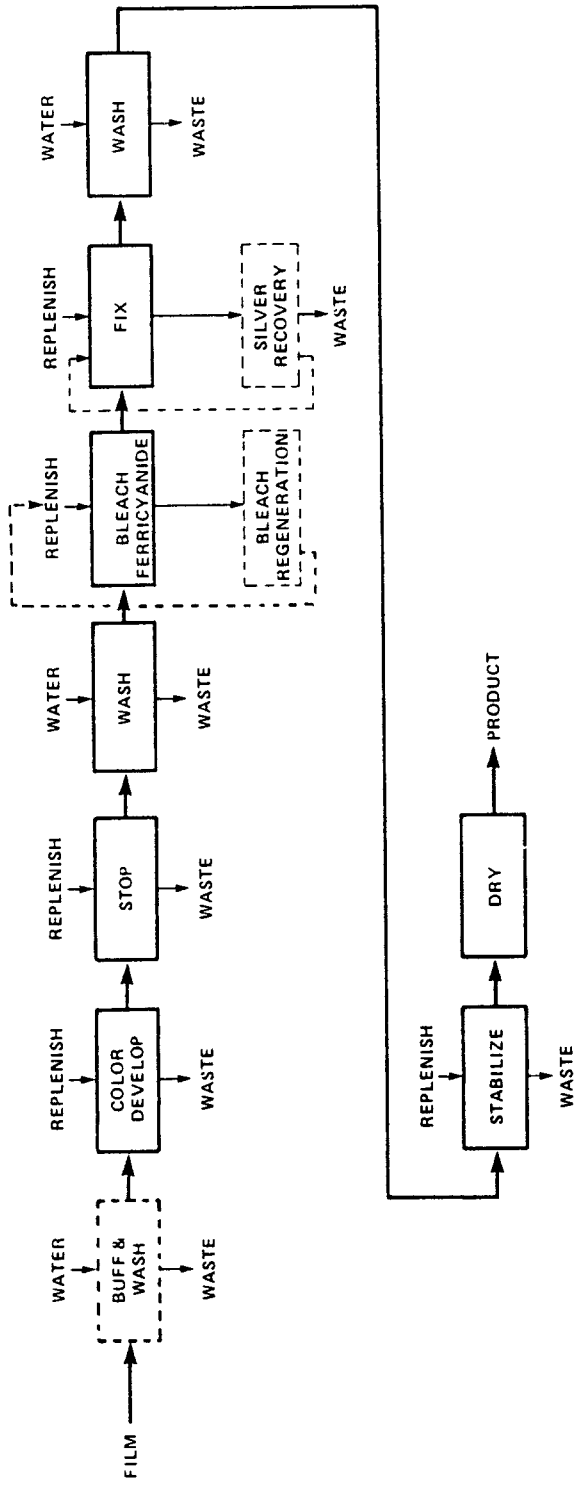 FILM
WATER
BUFF &
WASH
WASTE
REPLENISH
COLOR
DEVELOP
WASTE
REPLENISH
STOP
WASTE
WATER
WASH
WASTE
REPLENISH
BLEACH
FERRICYANIDE
BLEACH
REGENERATION
REPLENISH
FIX
SILVER
RECOVERY
WASTE
WATER
WASH
WASTE
REPLENISH
STABILIZE
WASTE
DRY
PRODUCT